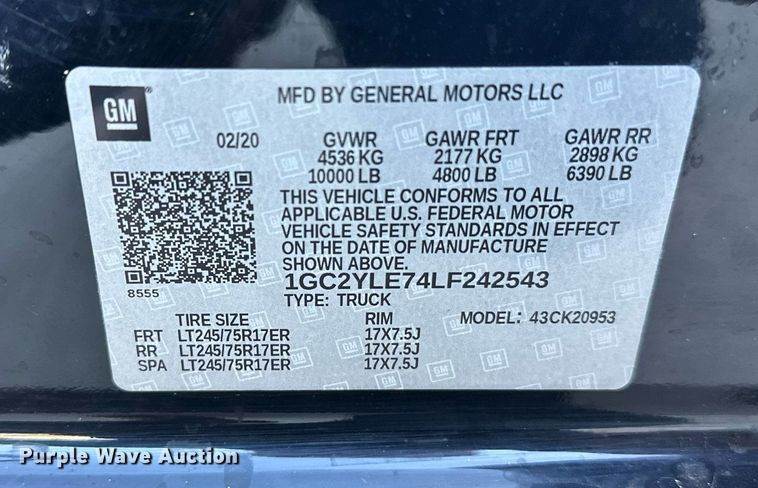 GM
MFD BY GENERAL MOTORS LLC
02/20 GVWR GAWR FRT GAWR RR
4536 KG 2177 KG 2898 KG
10000 LB 4800 LB 6390 LB
THIS VEHICLE CONFORMS TO ALL
APPLICABLE U.S. FEDERAL MOTOR
VEHICLE SAFETY STANDARDS IN EFFECT
ON THE DATE OF MANUFACTURE
SHOWN ABOVE.
8555
1GC2YLE74LF242543
TYPE: TRUCK
TIRE SIZE RIM MODEL: 43CK20953
FRT LT245/75R17ER 17X7.5J
RR LT245/75R17ER 17X7.5J
SPA LT245/75R17ER 17X7.5J
Purple Wave Auction